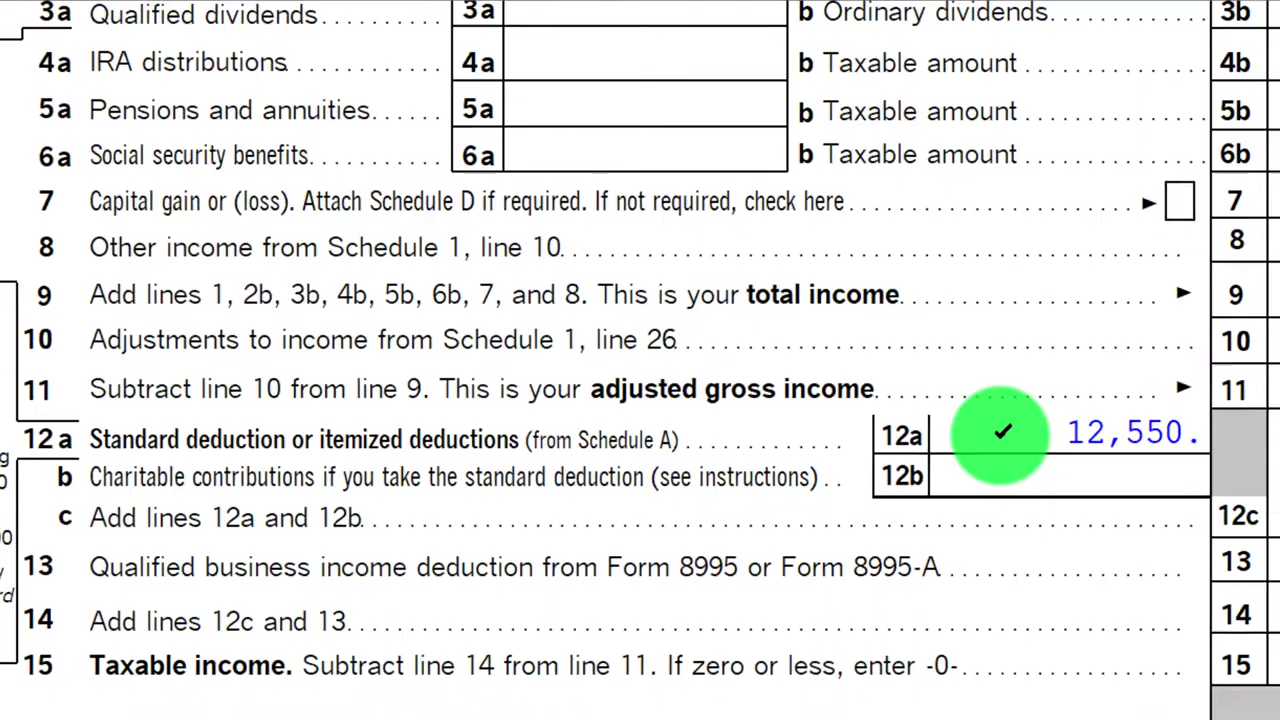 3a Qualified dividends 3a b Ordinary dividends 3b
4a IRA distributions 4a b Taxable amount 4b
5a Pensions and annuities 5a b Taxable amount 5b
6a Social security benefits 6a b Taxable amount 6b
7 Capital gain or (loss). Attach Schedule D if required. If not required, check here ► 7
8 Other income from Schedule 1, line 10 8
9 Add lines 1, 2b, 3b, 4b, 5b, 6b, 7, and 8. This is your total income ► 9
10 Adjustments to income from Schedule 1, line 26 10
11 Subtract line 10 from line 9. This is your adjusted gross income ► 11
12a Standard deduction or itemized deductions (from Schedule A) 12a ✓ 12,550.
b Charitable contributions if you take the standard deduction (see instructions) 12b
c Add lines 12a and 12b 12c
13 Qualified business income deduction from Form 8995 or Form 8995-A 13
14 Add lines 12c and 13 14
15 Taxable income. Subtract line 14 from line 11. If zero or less, enter -0- 15